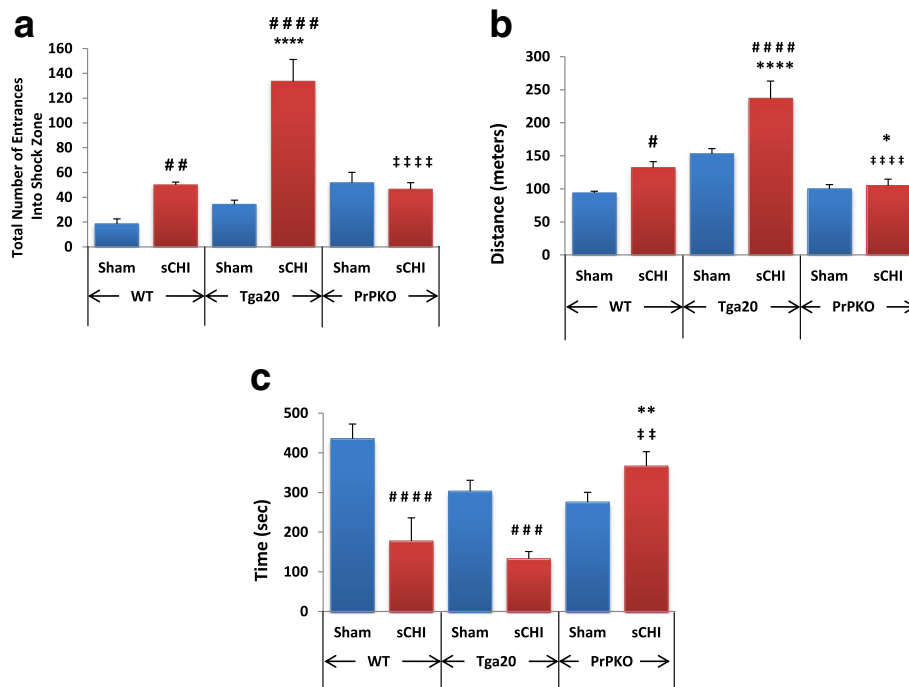 a
Total Number of Entrances
Into Shock Zone
160
140
120
100
80
60
40
20
0
# #
# # # #
****
‡ ‡ ‡ ‡
Sham sCHI Sham sCHI Sham sCHI
WT Tga20 PrPKO
b
Distance (meters)
300
250
200
150
100
50
0
#
# # # #
****
*
‡ ‡ ‡ ‡
Sham sCHI Sham sCHI Sham sCHI
WT Tga20 PrPKO
c
Time (sec)
500
400
300
200
100
0
# # # #
# # #
**
‡ ‡
Sham sCHI Sham sCHI Sham sCHI
WT Tga20 PrPKO